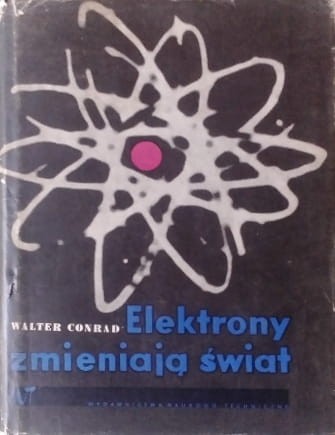 WALTER CONRAD Elektrony
zmieniają świat
WYDAWNICTWA NAUKOWO-TECHNICZNE